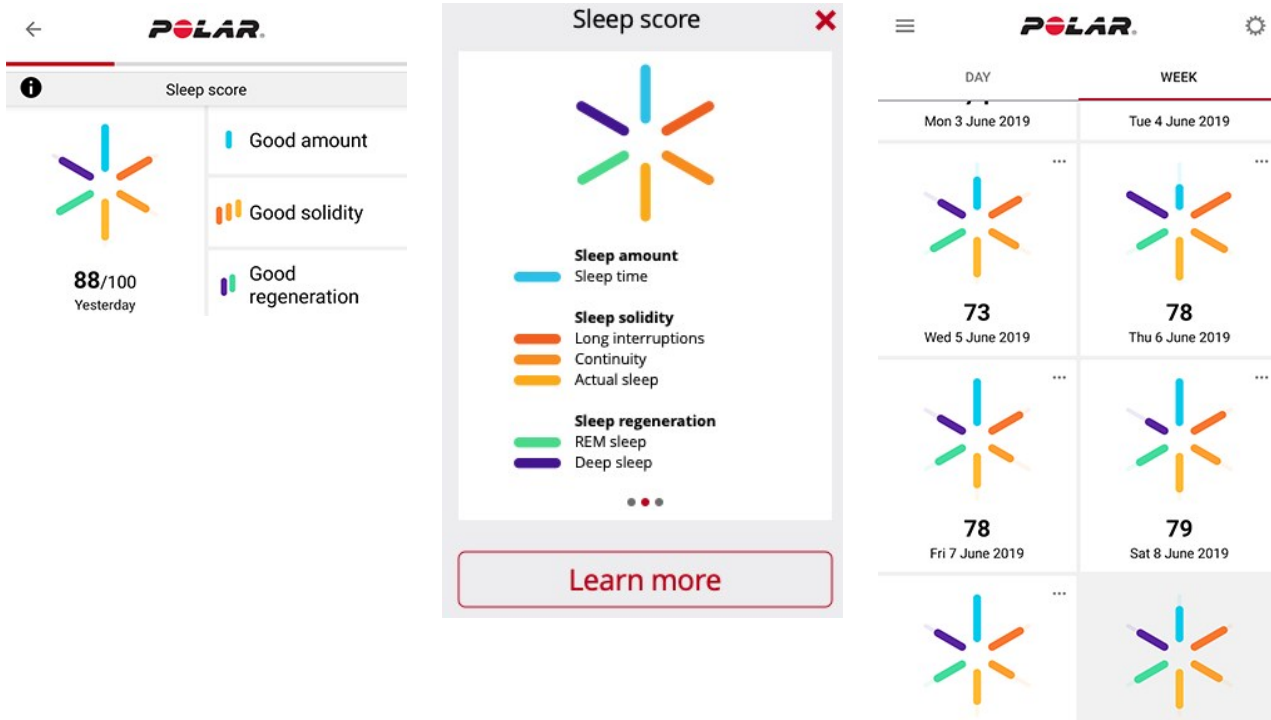 POLAR.
Sleep score
Good amount
Good solidity
Good
regeneration
88/100
Yesterday
Sleep score
Sleep amount
Sleep time
Sleep solidity
Long interruptions
Continuity
Actual sleep
Sleep regeneration
REM sleep
Deep sleep
Learn more
POLAR.
DAY
WEEK
Mon 3 June 2019
Tue 4 June 2019
73
Wed 5 June 2019
78
Thu 6 June 2019
78
Fri 7 June 2019
79
Sat 8 June 2019